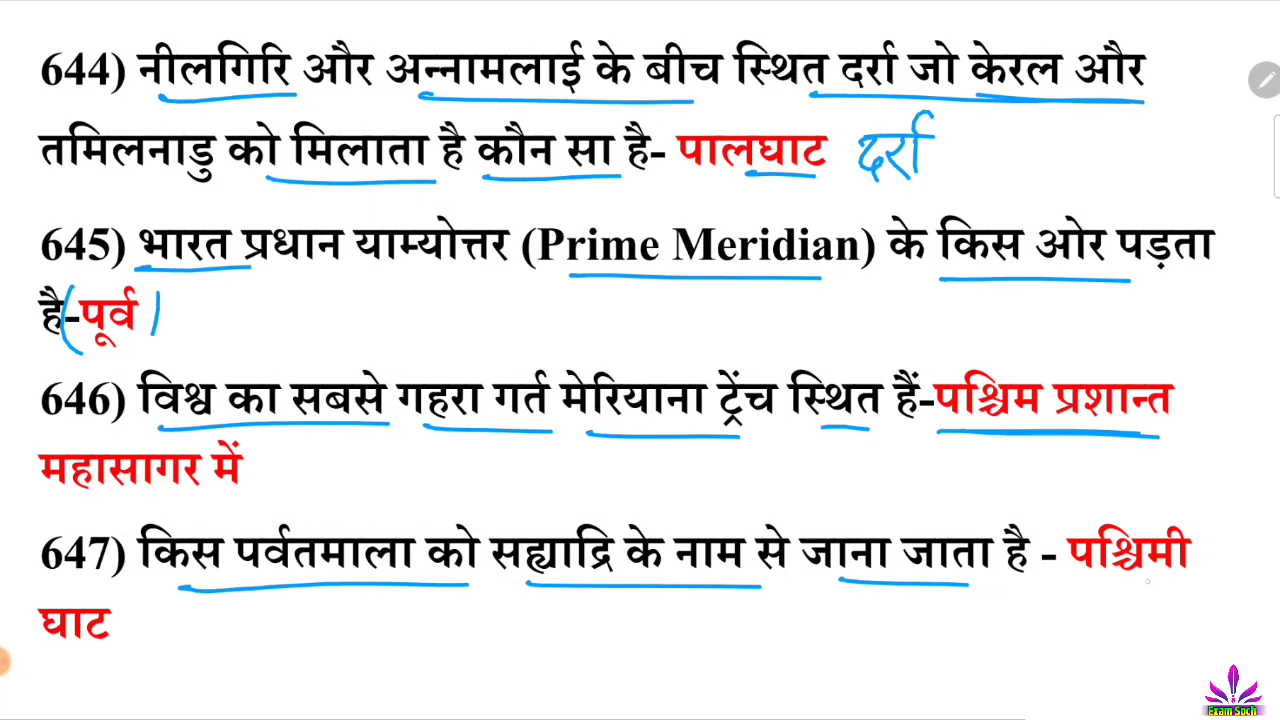 644) नीलगिरि और अन्नामलाई के बीच स्थित दर्रा जो केरल और
तमिलनाडु को मिलाता है कौन सा है- पालघाट दर्रा
645) भारत प्रधान याम्योत्तर (Prime Meridian) के किस ओर पड़ता
है-पूर्व
646) विश्व का सबसे गहरा गर्त मेरियाना ट्रेंच स्थित हैं-पश्चिम प्रशान्त
महासागर में
647) किस पर्वतमाला को सह्याद्रि के नाम से जाना जाता है - पश्चिमी
घाट
Exam Soch